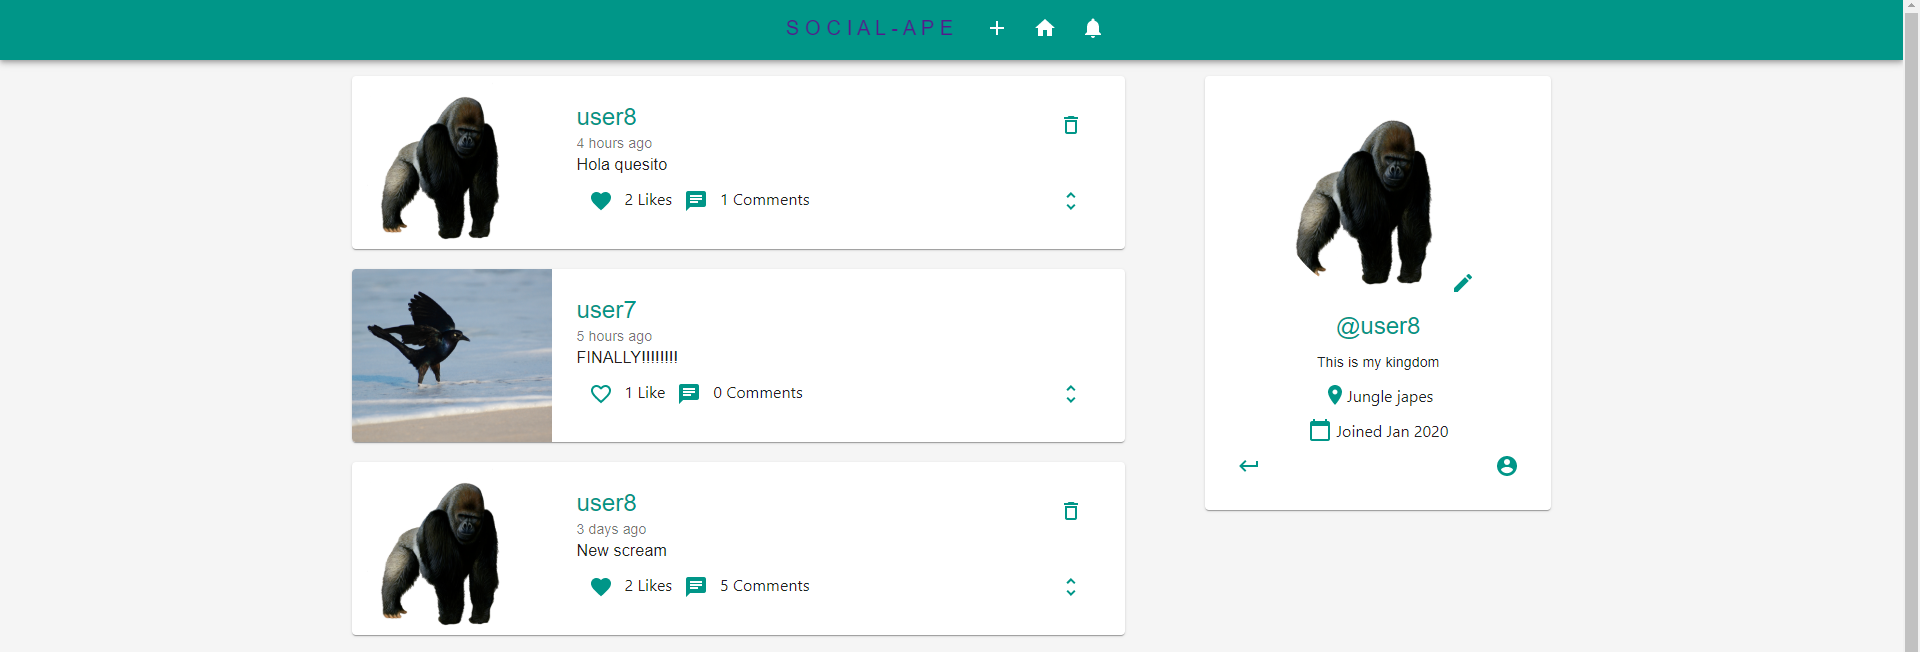 SOCIAL-APE
user8
4 hours ago
Hola quesito
2 Likes 1 Comments
user7
5 hours ago
FINALLY!!!!!!!!
1 Like 0 Comments
user8
3 days ago
New scream
2 Likes 5 Comments
@user8
This is my kingdom
Jungle japes
Joined Jan 2020